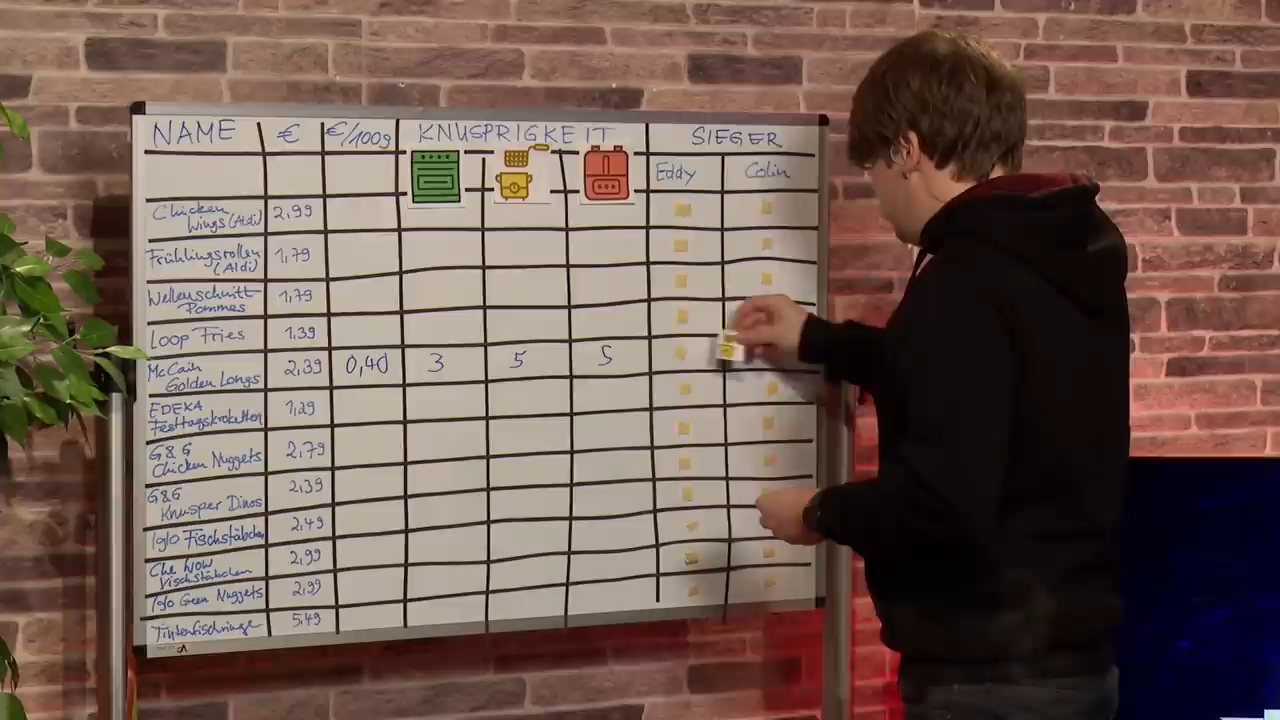 NAME € €/100g KNUSPRIGKEIT SIEGER
Eddy Colin
Chicken
Wings (Aldi) 2,99
Frühlingsrollen
(Aldi) 1,79
Wellenschnitt
Pommes 1,79
Loop Fries 1,39
McCain
Golden Longs 2,39 0,40 3 5 5
EDEKA
Festtagskroketten 1,29
G&G
Chicken Nuggets 2,79
G&G
Knusper Dinos 2,39
Iglo Fischstäbchen 2,49
Che Wow
Vischstäbchen 2,99
Iglo Green Nuggets 2,99
Tintenfischringe 5,49